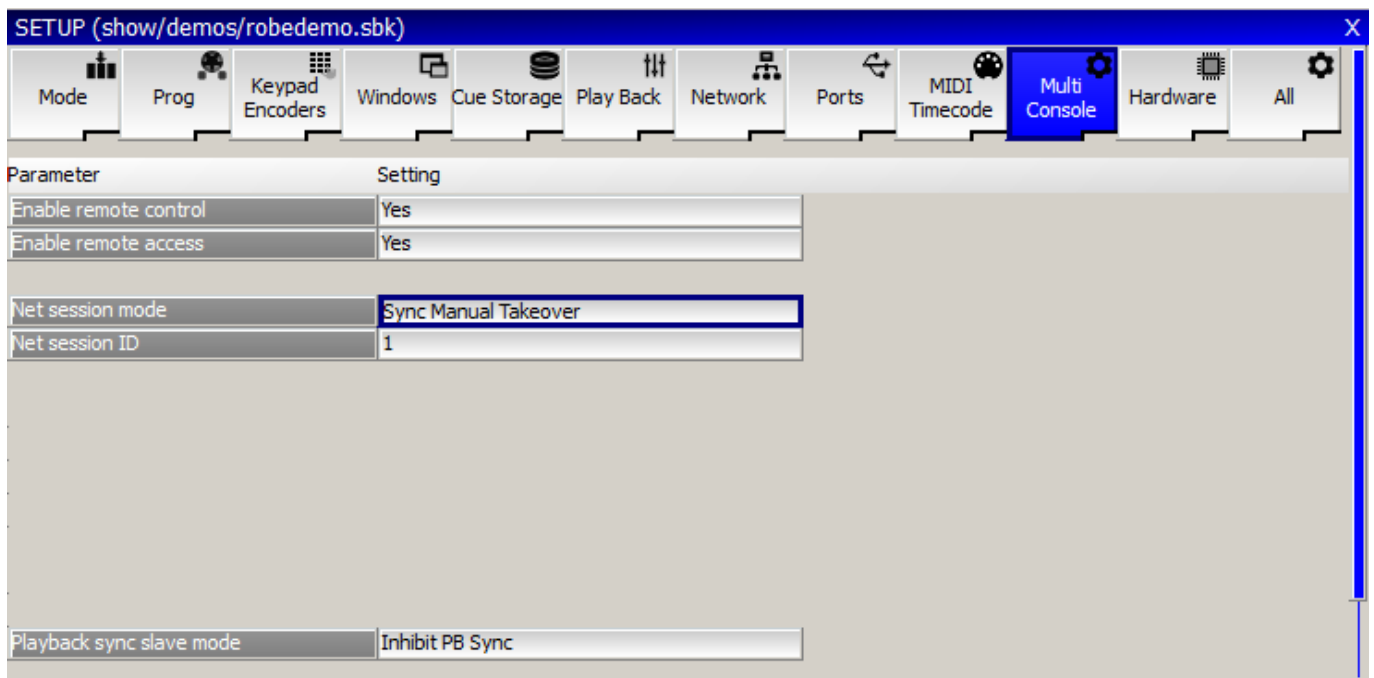 SETUP (show/demos/robedemo.sbk) X
Mode Prog Keypad Encoders Windows Cue Storage Play Back Network Ports MIDI Timecode Multi Console Hardware All
Parameter Setting
Enable remote control Yes
Enable remote access Yes
Net session mode Sync Manual Takeover
Net session ID 1
Playback sync slave mode Inhibit PB Sync